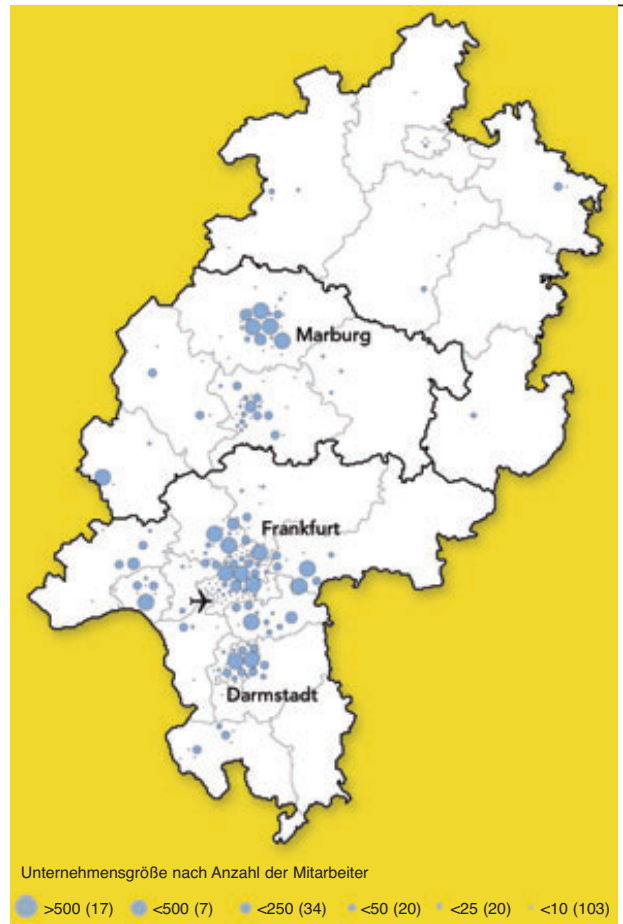 Marburg
Frankfurt
Darmstadt
Unternehmensgröße nach Anzahl der Mitarbeiter
>500 (17) <500 (7) <250 (34) <50 (20) <25 (20) <10 (103)